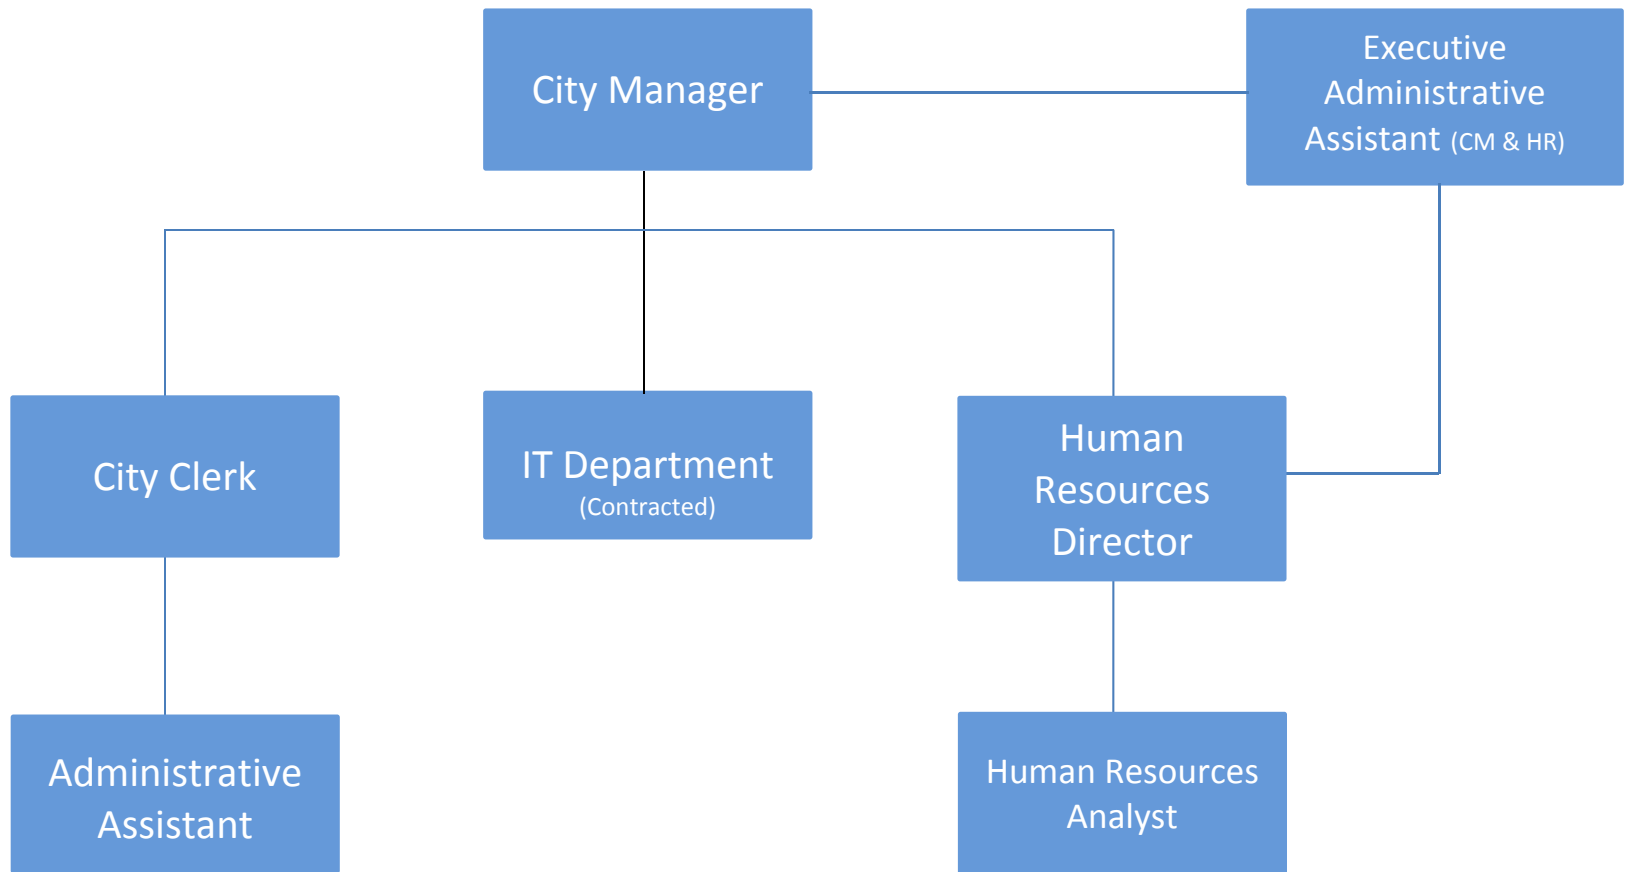 City Manager
Executive
Administrative
Assistant (CM & HR)
City Clerk
IT Department
(Contracted)
Human
Resources
Director
Administrative
Assistant
Human Resources
Analyst